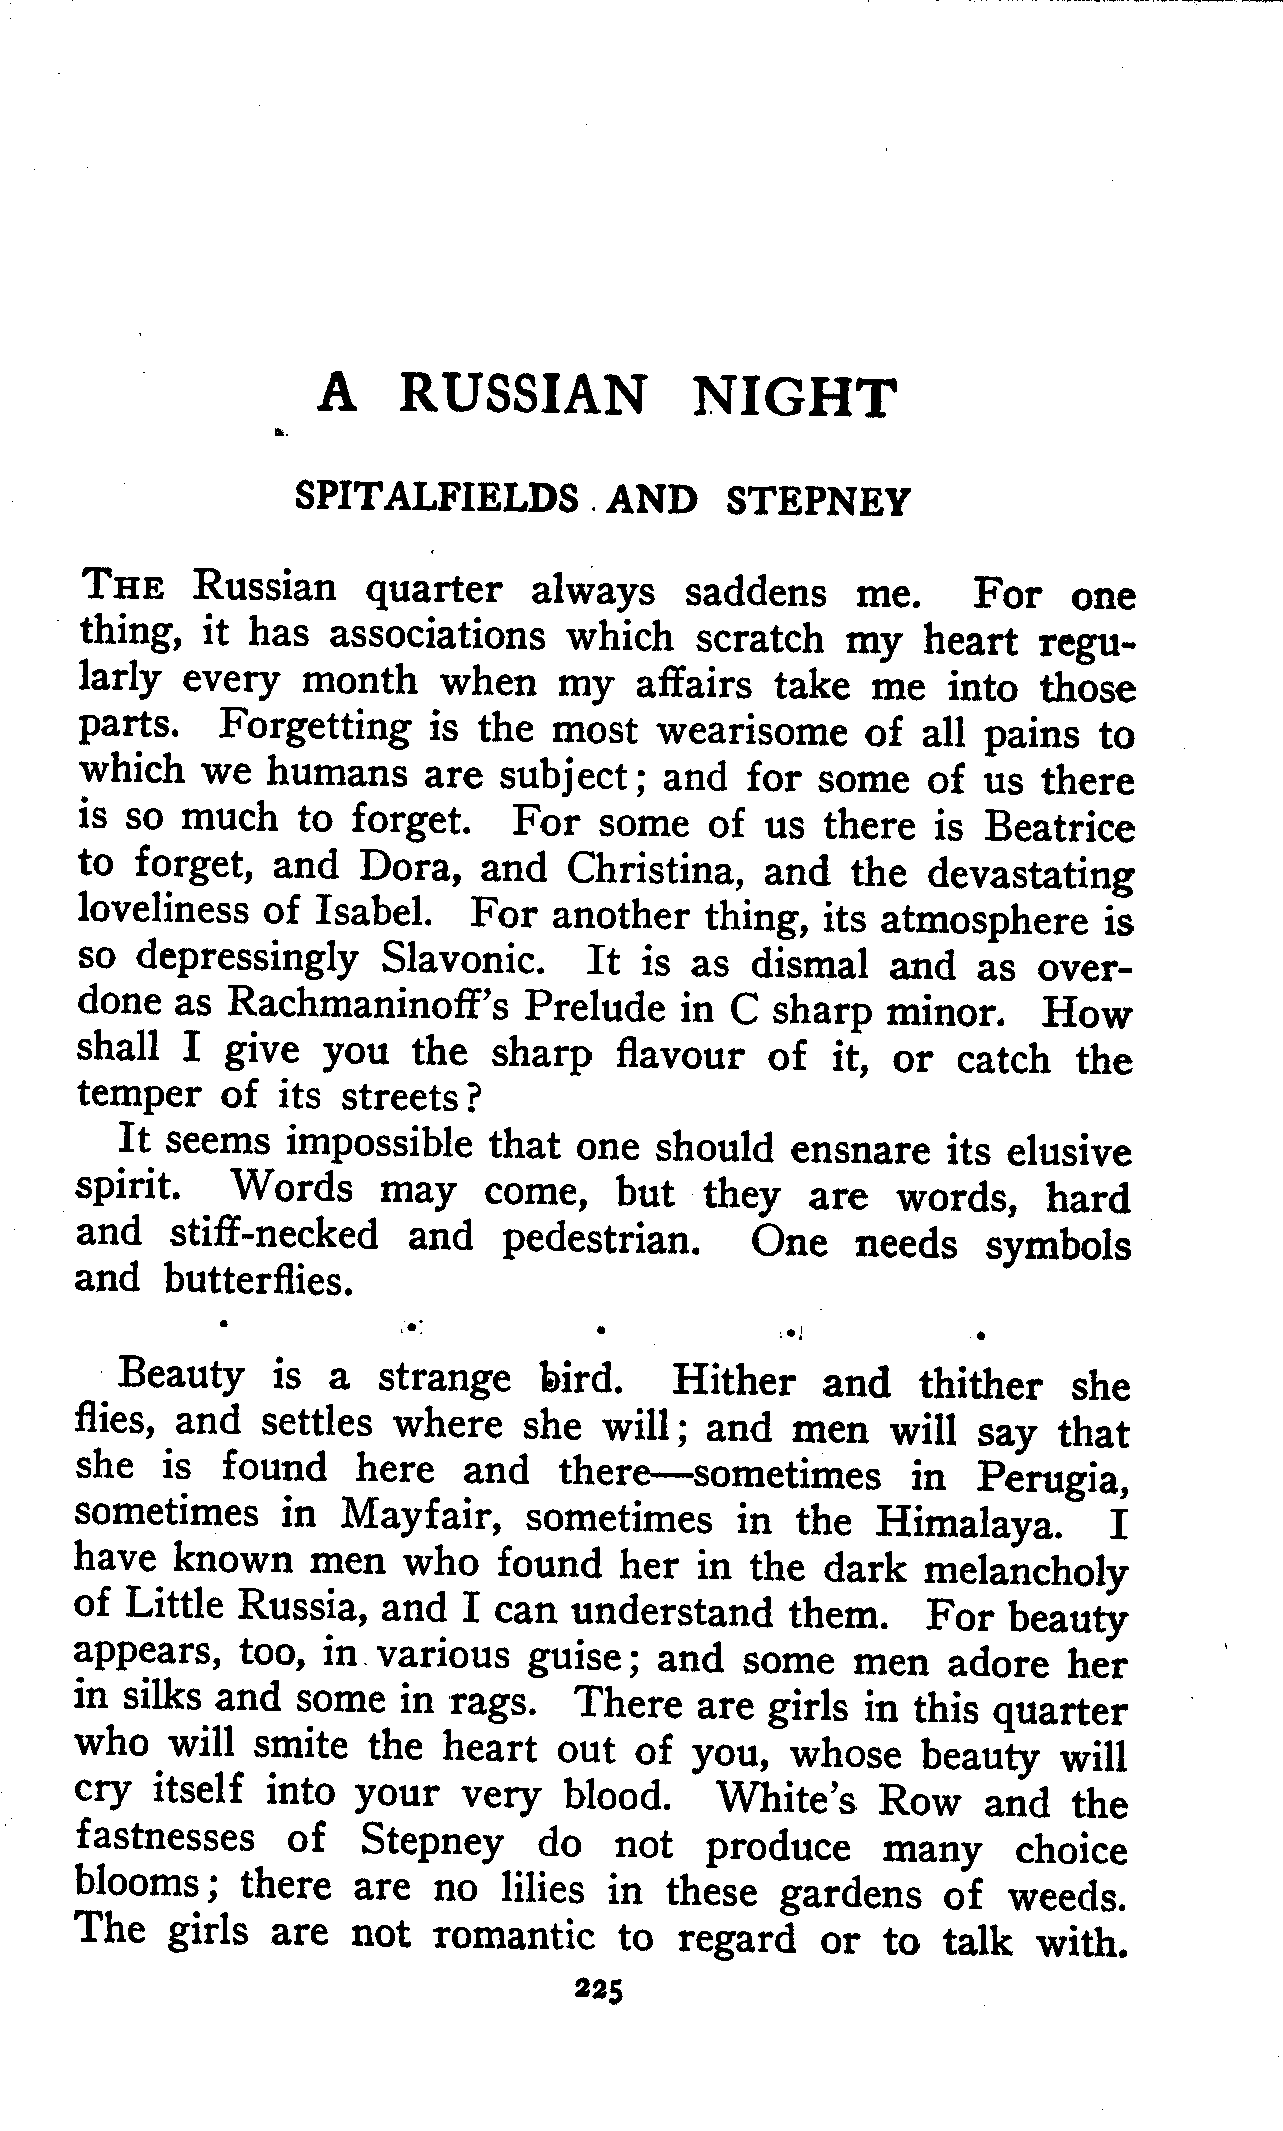 A RUSSIAN NIGHT
SPITALFIELDS AND STEPNEY
THE Russian quarter always saddens me. For one
thing, it has associations which scratch my heart regu-
larly every month when my affairs take me into those
parts. Forgetting is the most wearisome of all pains to
which we humans are subject; and for some of us there
is so much to forget. For some of us there is Beatrice
to forget, and Dora, and Christina, and the devastating
loveliness of Isabel. For another thing, its atmosphere is
so depressingly Slavonic. It is as dismal and as over-
done as Rachmaninoff's Prelude in C sharp minor. How
shall I give you the sharp flavour of it, or catch the
temper of its streets?
It seems impossible that one should ensnare its elusive
spirit. Words may come, but they are words, hard
and stiff-necked and pedestrian. One needs symbols
and butterflies.
. . . . .
Beauty is a strange bird. Hither and thither she
flies, and settles where she will; and men will say that
she is found here and there—sometimes in Perugia,
sometimes in Mayfair, sometimes in the Himalaya. I
have known men who found her in the dark melancholy
of Little Russia, and I can understand them. For beauty
appears, too, in various guise; and some men adore her
in silks and some in rags. There are girls in this quarter
who will smite the heart out of you, whose beauty will
cry itself into your very blood. White's Row and the
fastnesses of Stepney do not produce many choice
blooms; there are no lilies in these gardens of weeds.
The girls are not romantic to regard or to talk with.
225